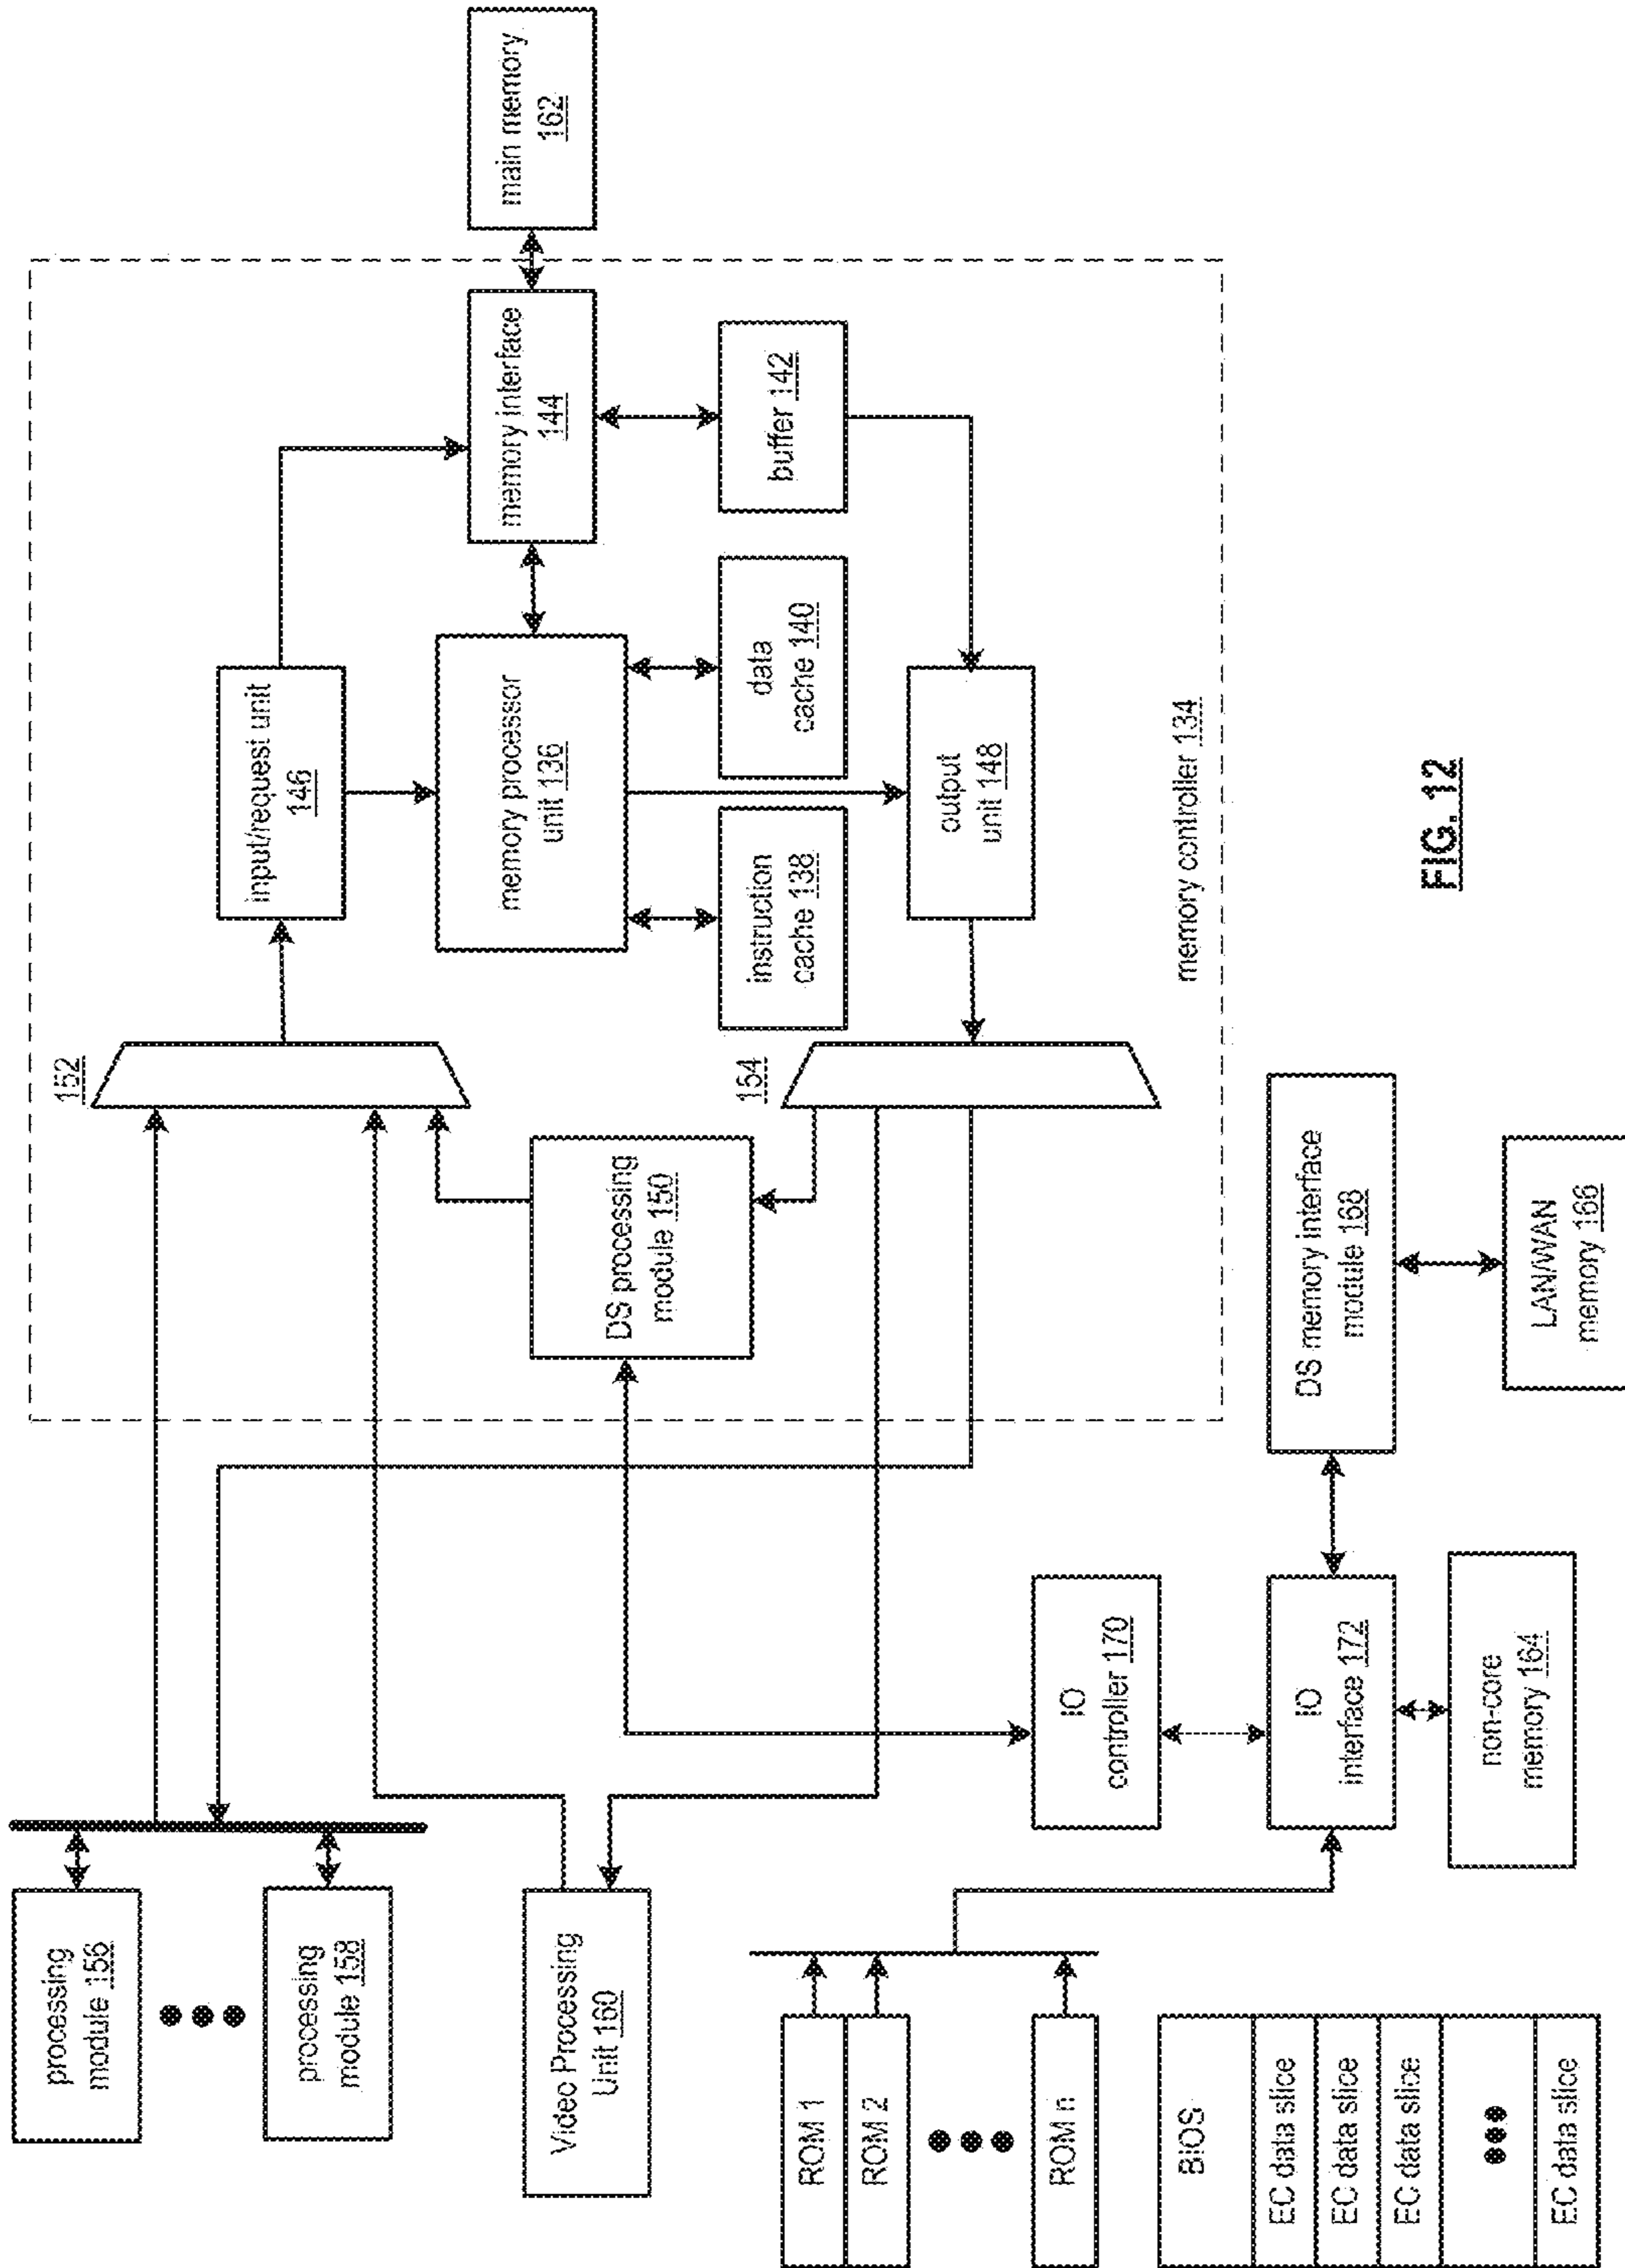 processing
module 156
processing
module 158
Video Processing
Unit 160
ROM 1
ROM 2
ROM n
BIOS
EC data slice
EC data slice
EC data slice
EC data slice
152
154
DS processing
module 150
input/request unit
146
memory processor
unit 136
instruction
cache 138
data
cache 140
output
unit 148
memory interface
144
buffer 142
main memory
162
memory controller 134
IO
controller 170
IO
interface 172
non-core
memory 164
DS memory interface
module 168
LAN/WAN
memory 166
FIG. 12